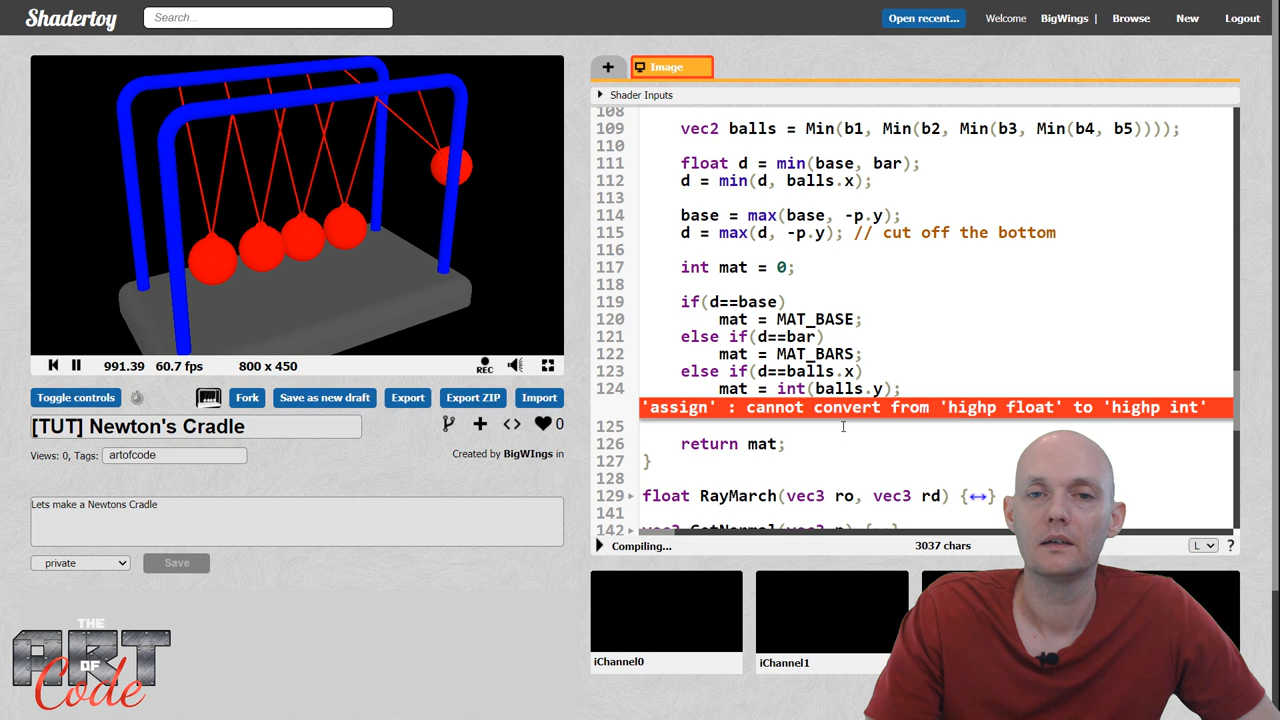 Shadertoy
Search...
Open recent...
Welcome BigWings | Browse New Logout
991.39 60.7 fps 800 x 450
REC
Toggle controls
Fork
Save as new draft
Export
Export ZIP
Import
[TUT] Newton's Cradle
0
Views: 0, Tags: artofcode
Created by BigWIngs in
Lets make a Newtons Cradle
private
Save
THE
ART
OF
Code
+
Image
Shader Inputs
108
109 vec2 balls = Min(b1, Min(b2, Min(b3, Min(b4, b5))));
110
111 float d = min(base, bar);
112 d = min(d, balls.x);
113
114 base = max(base, -p.y);
115 d = max(d, -p.y); // cut off the bottom
116
117 int mat = 0;
118
119 if(d==base)
120 mat = MAT_BASE;
121 else if(d==bar)
122 mat = MAT_BARS;
123 else if(d==balls.x)
124 mat = int(balls.y);
'assign' : cannot convert from 'highp float' to 'highp int'
125
126 return mat;
127 }
128
129 float RayMarch(vec3 ro, vec3 rd) {↔}
141
142
Compiling...
3037 chars
L
?
iChannel0
iChannel1